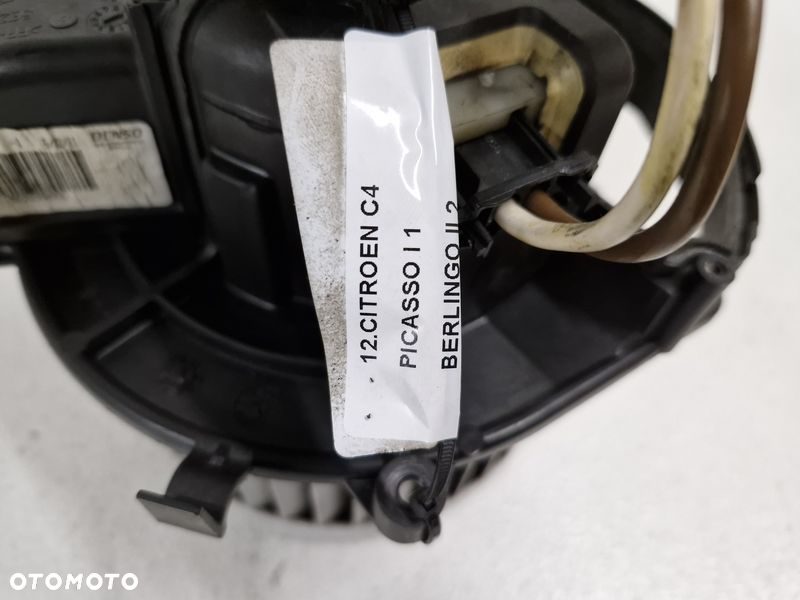 12.CITROEN C4
PICASSO I 1
BERLINGO II 2
DENSO
OTOMOTO